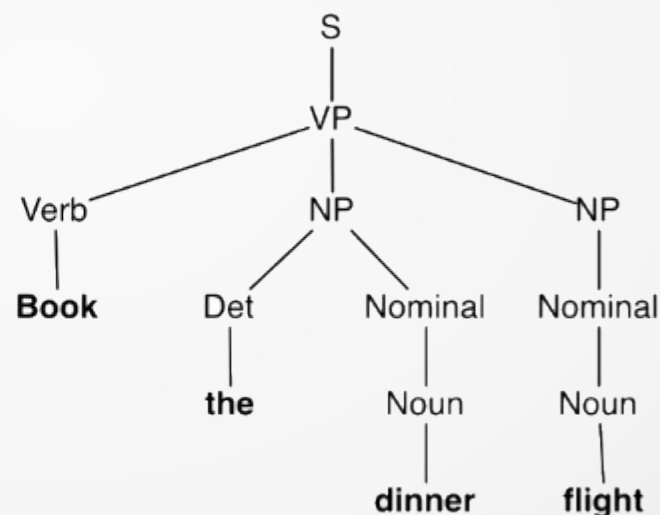 S
VP
Verb NP NP
Book Det Nominal Nominal
the Noun Noun
dinner flight